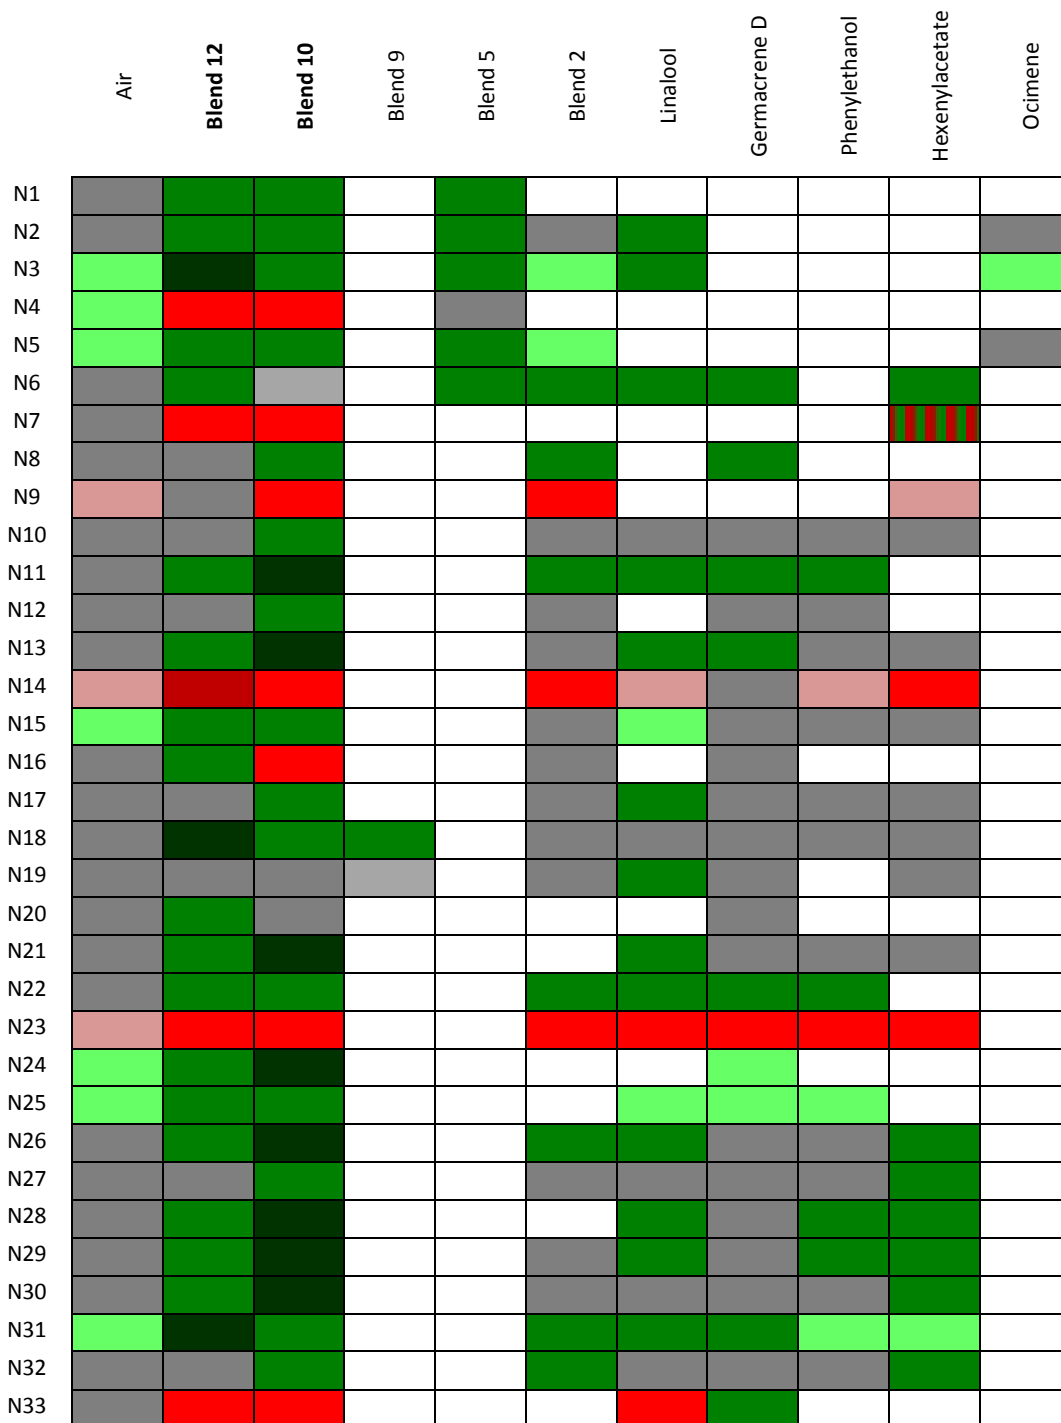 Air
Blend 12
Blend 10
Blend 9
Blend 5
Blend 2
Linalool
Germacrene D
Phenylethanol
Hexenylacetate
Ocimene
N1
N2
N3
N4
N5
N6
N7
N8
N9
N10
N11
N12
N13
N14
N15
N16
N17
N18
N19
N20
N21
N22
N23
N24
N25
N26
N27
N28
N29
N30
N31
N32
N33